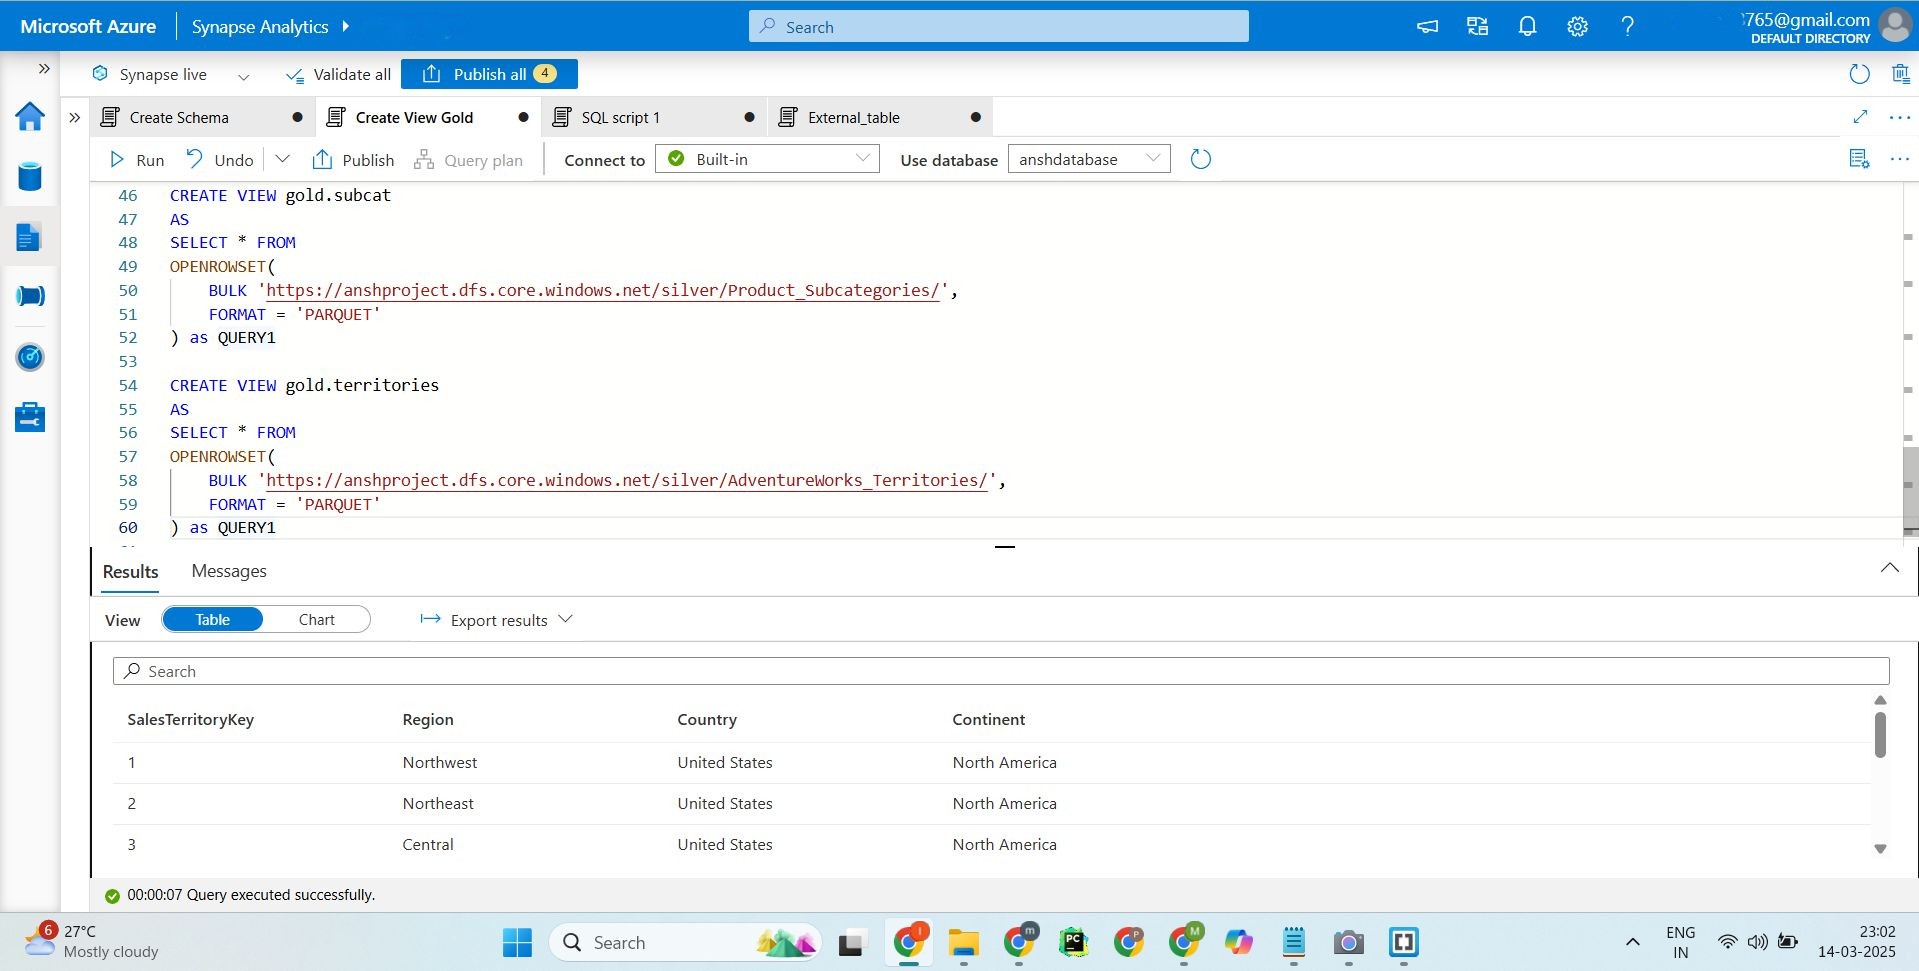 Microsoft Azure
Synapse Analytics
Search
765@gmail.com
DEFAULT DIRECTORY
Synapse live
Validate all
Publish all 4
Create Schema
Create View Gold
SQL script 1
External_table
Run
Undo
Publish
Query plan
Connect to
Built-in
Use database
anshdatabase
46 CREATE VIEW gold.subcat
47 AS
48 SELECT * FROM
49 OPENROWSET(
50 BULK 'https://anshproject.dfs.core.windows.net/silver/Product_Subcategories/',
51 FORMAT = 'PARQUET'
52 ) as QUERY1
53
54 CREATE VIEW gold.territories
55 AS
56 SELECT * FROM
57 OPENROWSET(
58 BULK 'https://anshproject.dfs.core.windows.net/silver/AdventureWorks_Territories/',
59 FORMAT = 'PARQUET'
60 ) as QUERY1
Results Messages
View Table Chart Export results
Search
SalesTerritoryKey Region Country Continent
1 Northwest United States North America
2 Northeast United States North America
3 Central United States North America
00:00:07 Query executed successfully.
6 27°C
Mostly cloudy
Search
ENG
IN
23:02
14-03-2025